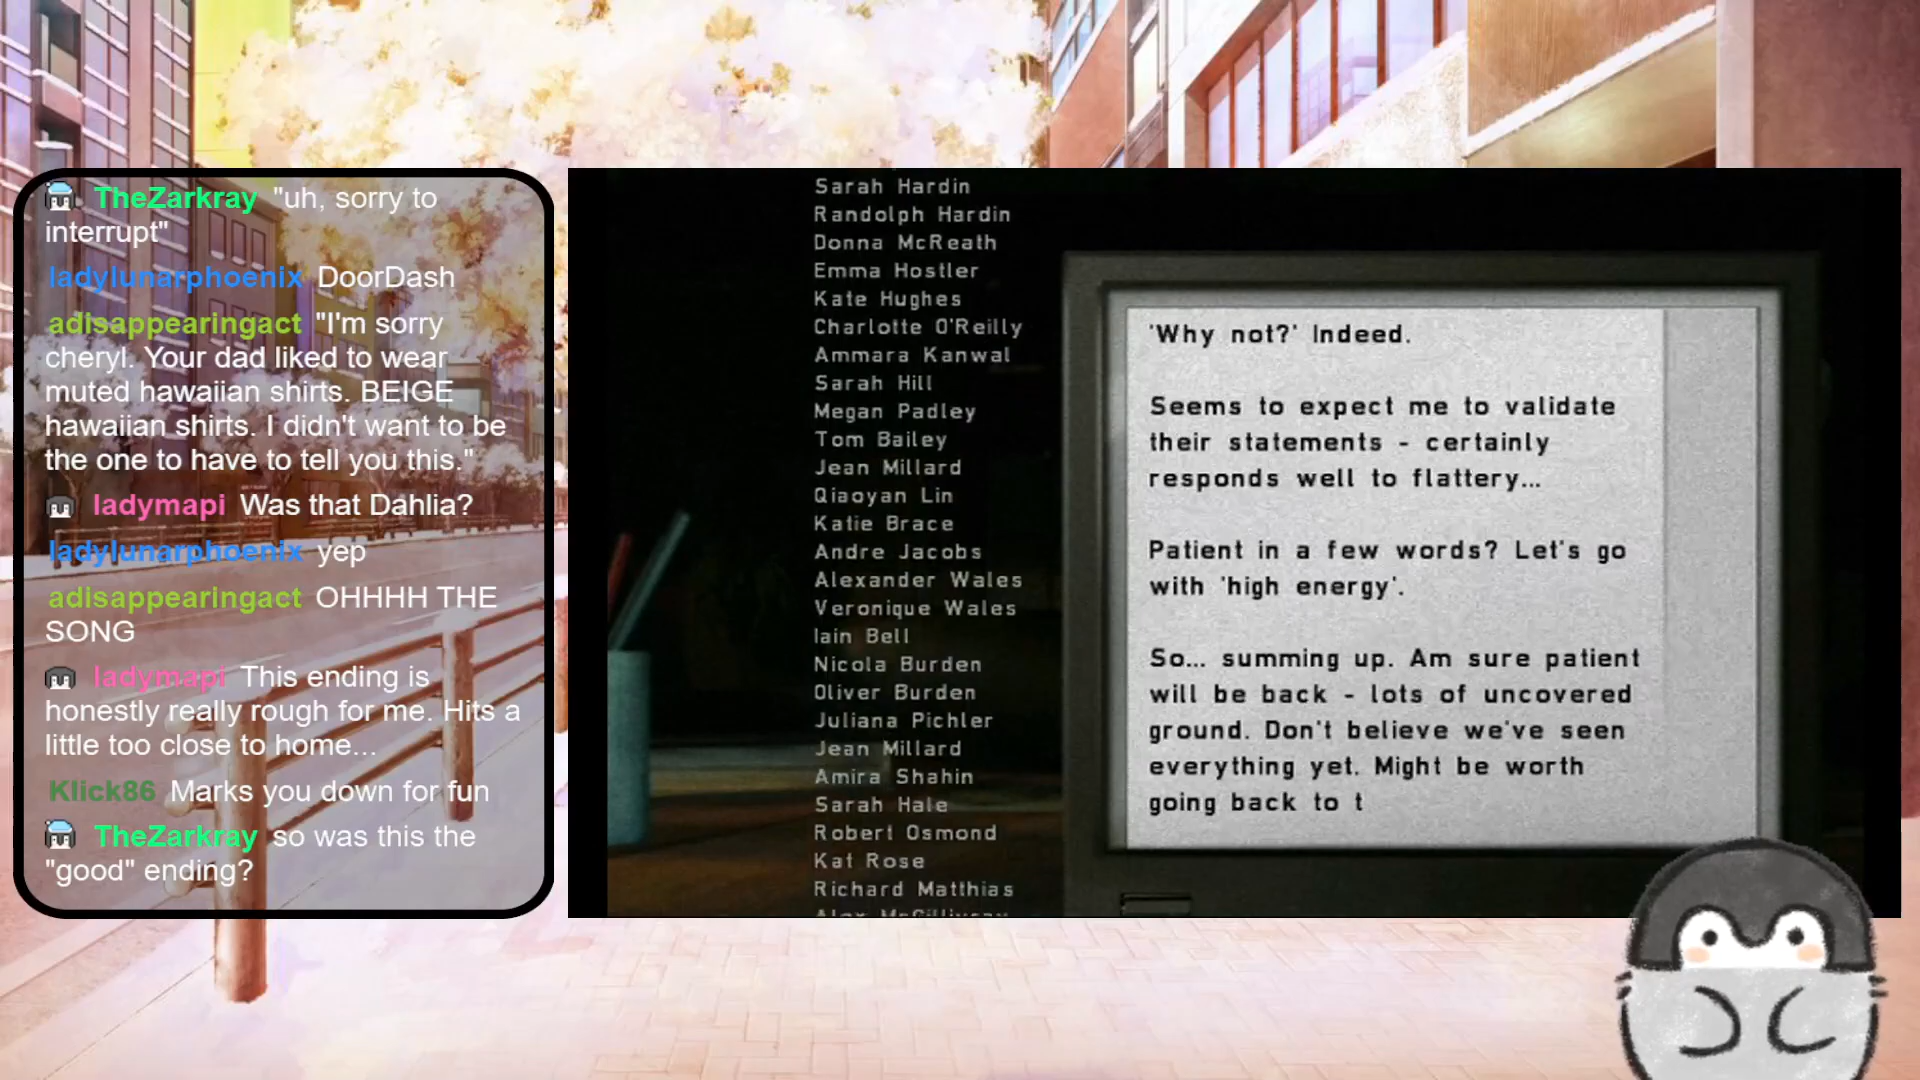 TheZarkray "uh, sorry to
interrupt"
ladylunarphoenix DoorDash
adisappearingact "I'm sorry
cheryl. Your dad liked to wear
muted hawaiian shirts. BEIGE
hawaiian shirts. I didn't want to be
the one to have to tell you this."
ladymapi Was that Dahlia?
ladylunarphoenix yep
adisappearingact OHHHH THE
SONG
ladymapi This ending is
honestly really rough for me. Hits a
little too close to home...
Klick86 Marks you down for fun
TheZarkray so was this the
"good" ending?
Sarah Hardin
Randolph Hardin
Donna McReath
Emma Hostler
Kate Hughes
Charlotte O'Reilly
Ammara Kanwal
Sarah Hill
Megan Padley
Tom Bailey
Jean Millard
Qiaoyan Lin
Katie Brace
Andre Jacobs
Alexander Wales
Veronique Wales
Iain Bell
Nicola Burden
Oliver Burden
Juliana Pichler
Jean Millard
Amira Shahin
Sarah Hale
Robert Osmond
Kat Rose
Richard Matthias
'Why not?' Indeed.
Seems to expect me to validate
their statements - certainly
responds well to flattery...
Patient in a few words? Let's go
with 'high energy'.
So... summing up. Am sure patient
will be back - lots of uncovered
ground. Don't believe we've seen
everything yet. Might be worth
going back to t